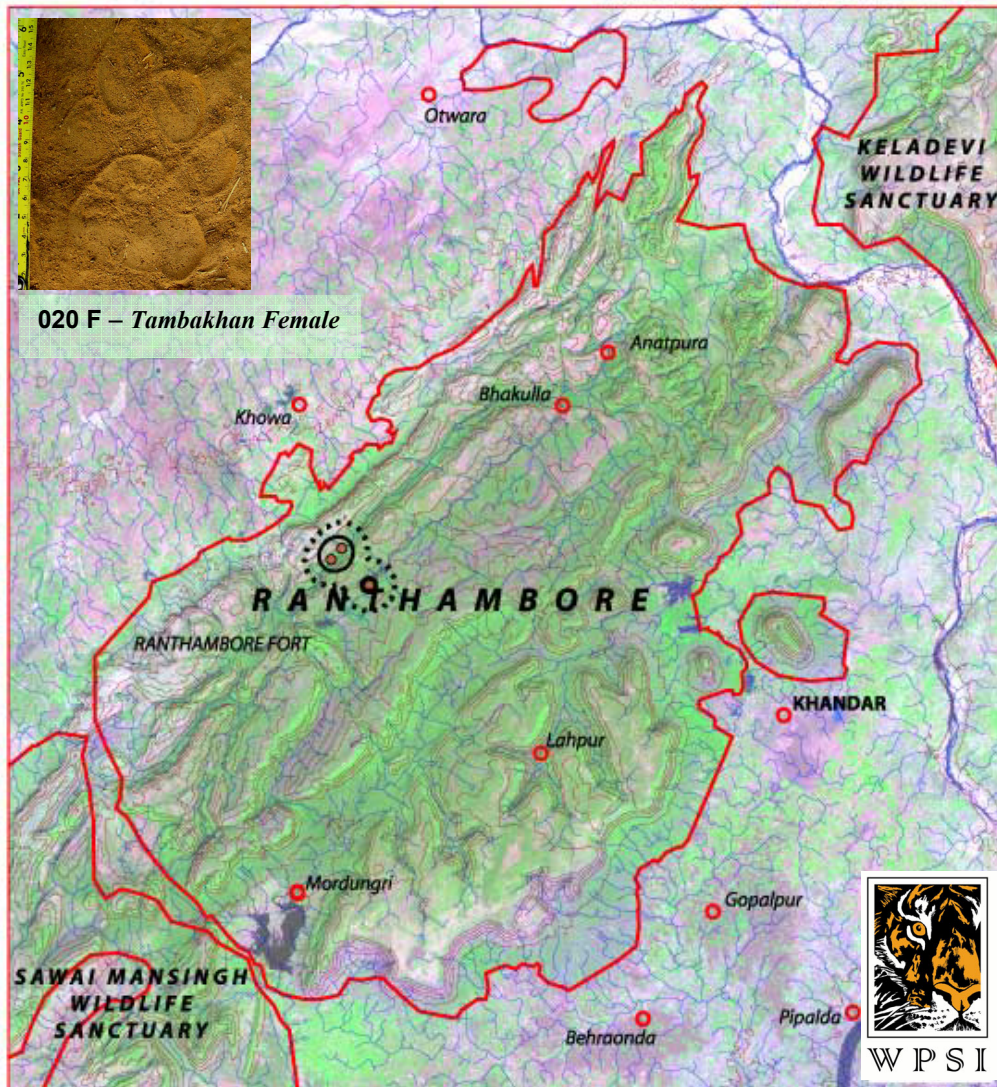 Otwara
KELADEVI
WILDLIFE
SANCTUARY
020 F – Tambakhan Female
Anatpura
Bhakulla
Khowa
RANTHAMBORE
RANTHAMBORE FORT
KHANDAR
Lahpur
Mordungri
Gopalpur
SAWAI MANSINGH
WILDLIFE
SANCTUARY
Behraonda
Pipalda
WPSI